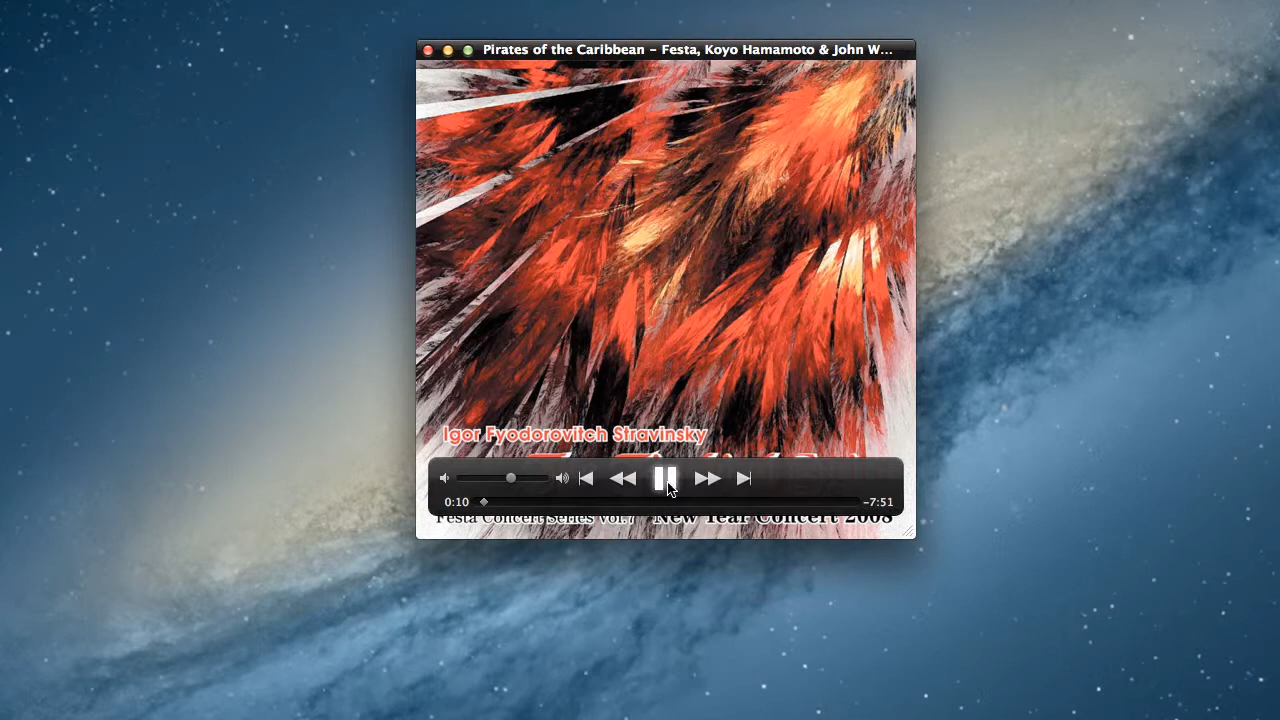 Pirates of the Caribbean – Festa, Koyo Hamamoto & John W...
Igor Fyodorovitch Stravinsky
0:10
-7:51
Festa Concert Series Vol.7 New Year Concert 2008